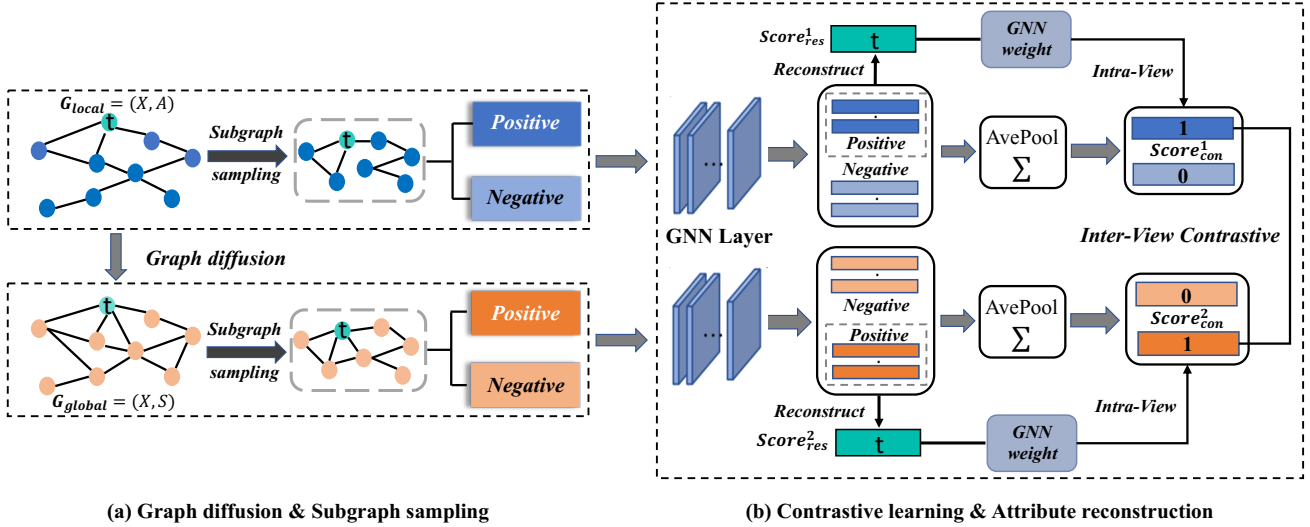 G_local = (X, A)
t
Subgraph
sampling
t
Positive
Negative
Graph diffusion
t
Subgraph
sampling
t
G_global = (X, S)
Positive
Negative
(a) Graph diffusion & Subgraph sampling
Score^1_res
t
GNN
weight
Reconstruct
Intra-View
...
GNN Layer
Positive
Negative
AvePool
Σ
1
Score^1_con
0
Inter-View Contrastive
...
Negative
Positive
AvePool
Σ
0
Score^2_con
1
Reconstruct
Intra-View
Score^2_res
t
GNN
weight
(b) Contrastive learning & Attribute reconstruction